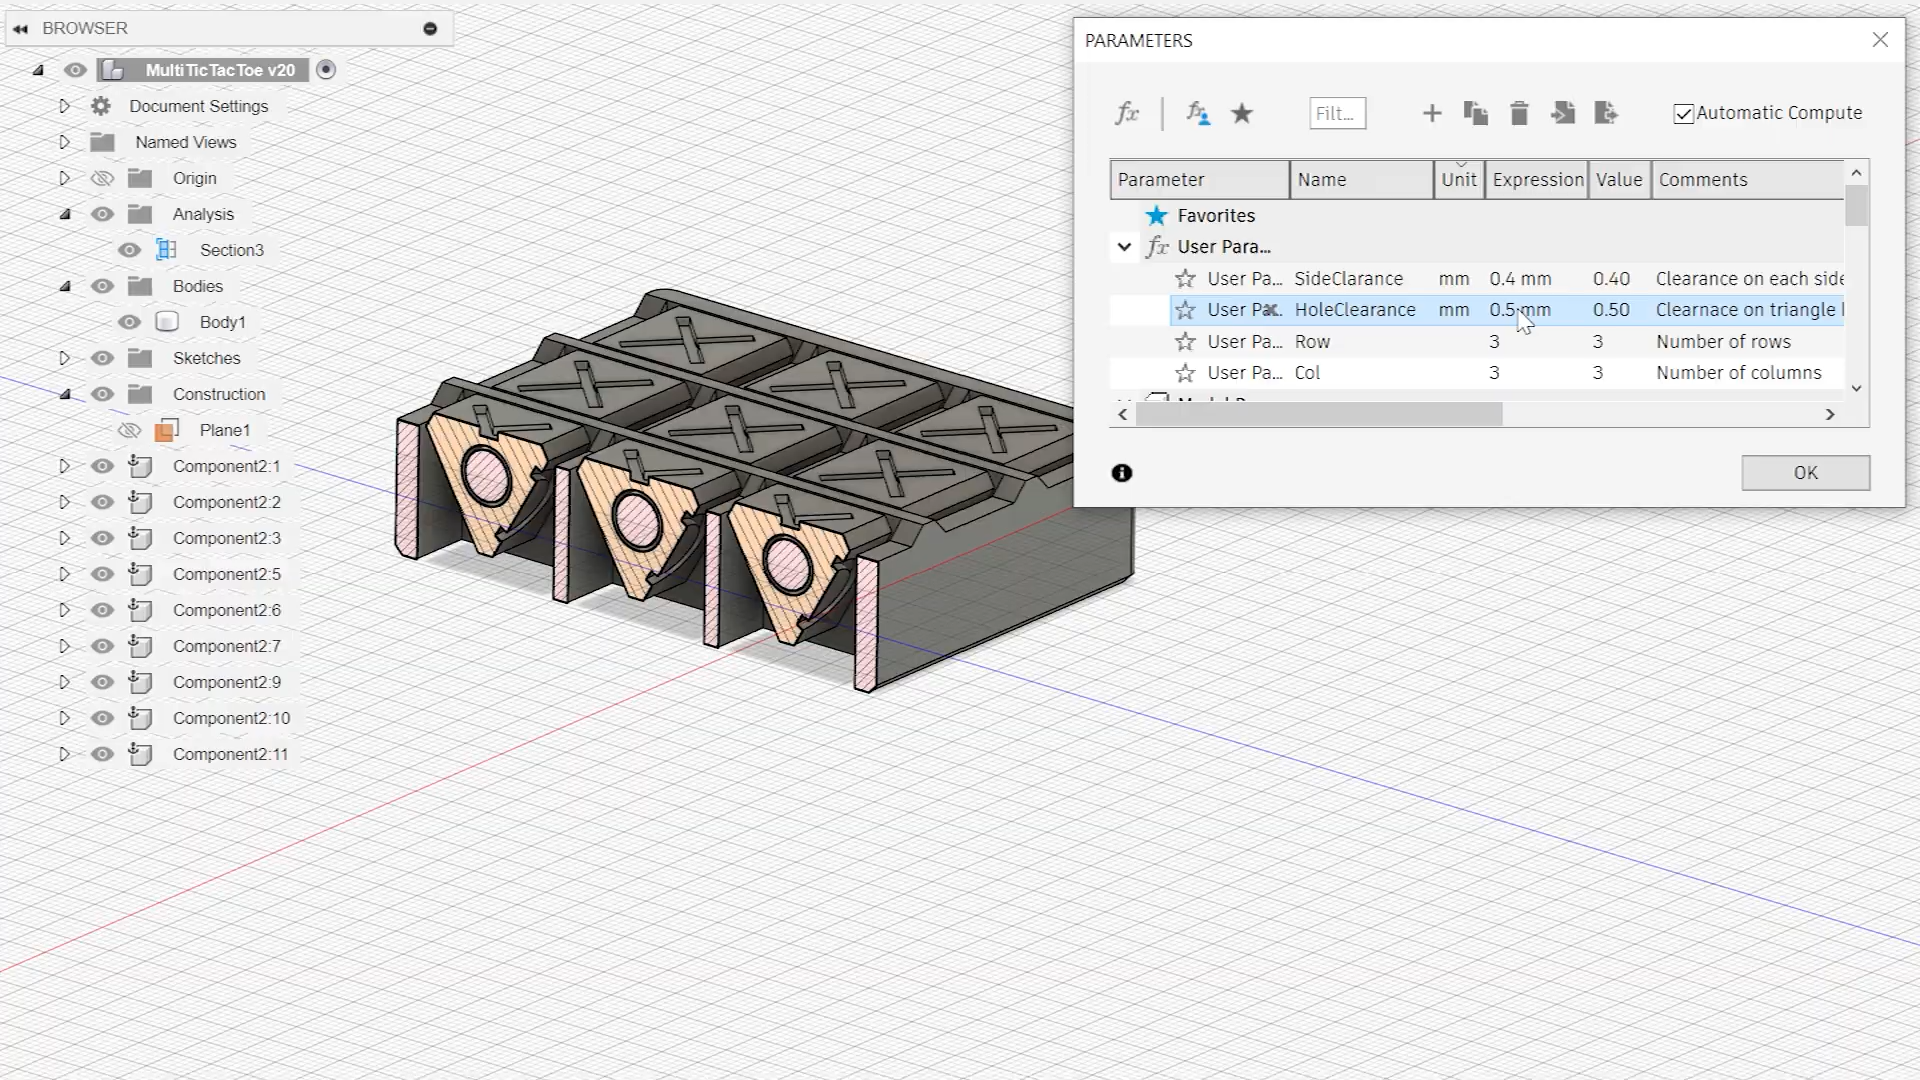 BROWSER
MultiTicTacToe v20
Document Settings
Named Views
Origin
Analysis
Section3
Bodies
Body1
Sketches
Construction
Plane1
Component2:1
Component2:2
Component2:3
Component2:5
Component2:6
Component2:7
Component2:9
Component2:10
Component2:11
PARAMETERS
fx
Filt...
Automatic Compute
Parameter Name Unit Expression Value Comments
Favorites
fx User Para...
User Pa... SideClarance mm 0.4 mm 0.40 Clearance on each side
User Pa... HoleClearance mm 0.5 mm 0.50 Clearnace on triangle
User Pa... Row 3 3 Number of rows
User Pa... Col 3 3 Number of columns
OK